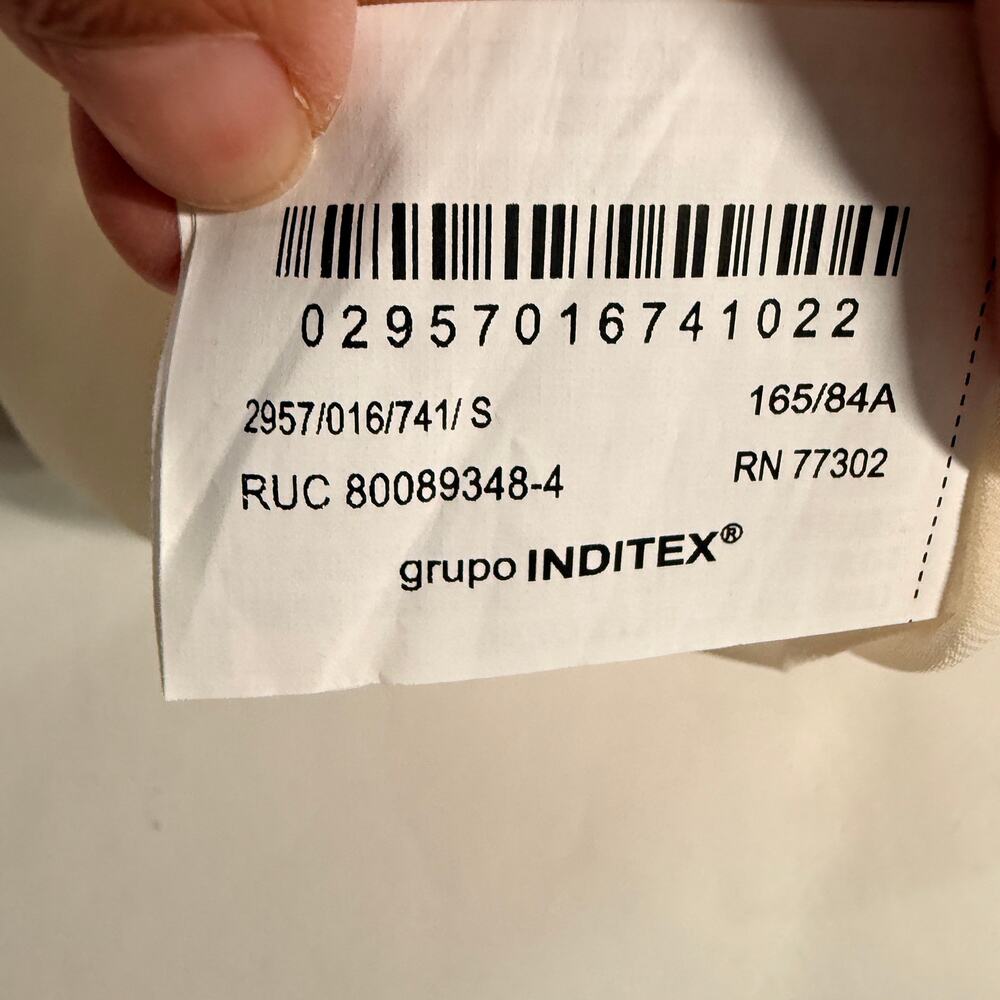 02957016741022
2957/016/741/ S 165/84A
RUC 80089348-4 RN 77302
grupo INDITEX®